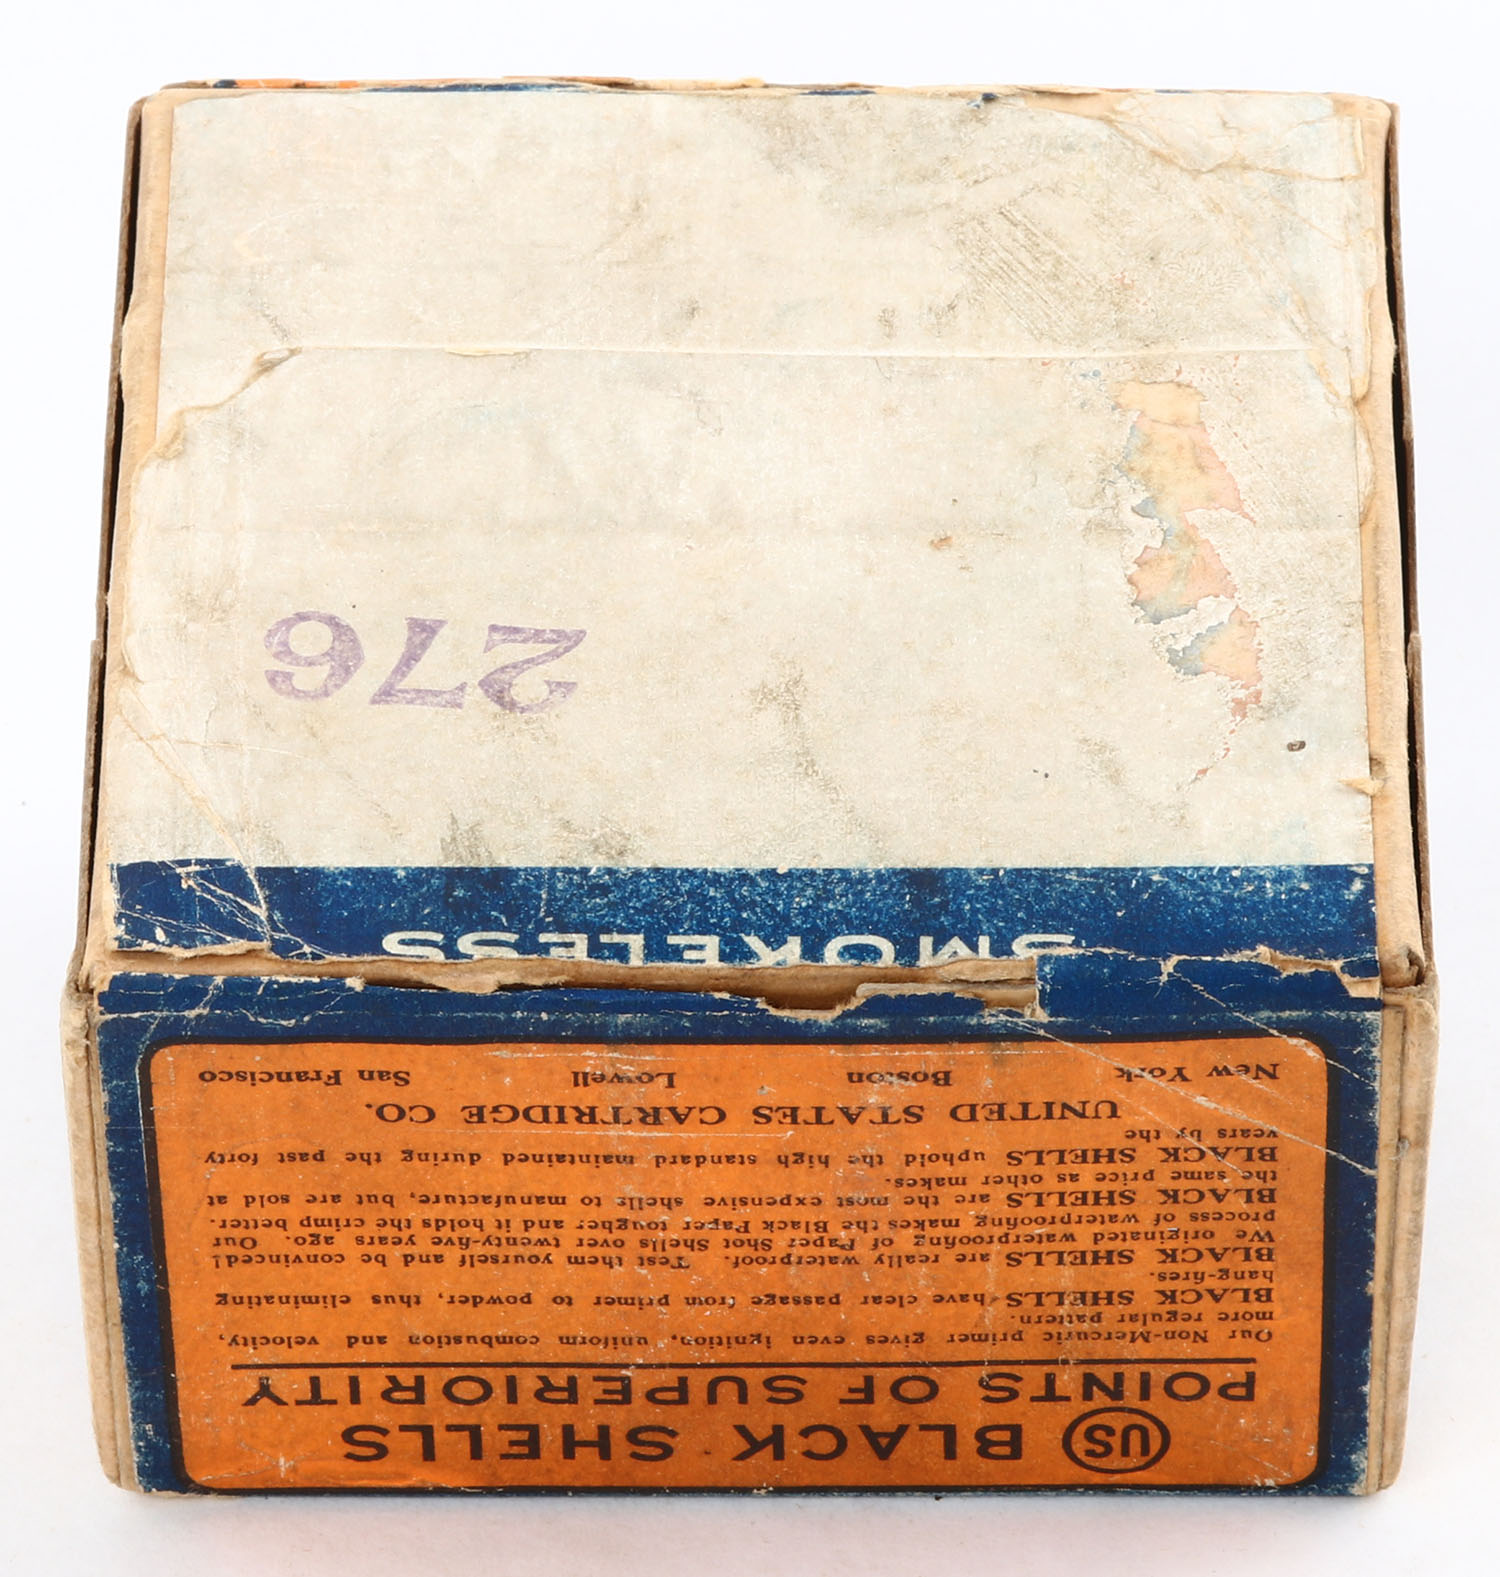 US BLACK SHELLS
POINTS OF SUPERIORITY
Our Non-Mercuric primer gives even ignition, uniform combustion and velocity,
more regular pattern.
BLACK SHELLS have clear passage from primer to powder, thus eliminating
hang-fires.
BLACK SHELLS are really waterproof. Test them yourself and be convinced!
We originated waterproofing of Paper Shot Shells over twenty-five years ago. Our
process of waterproofing makes the Black Paper tougher and it holds the crimp better.
BLACK SHELLS are the most expensive shells to manufacture, but are sold at
the same price as other makes.
BLACK SHELLS uphold the high standard maintained during the past forty
years by the
UNITED STATES CARTRIDGE CO.
New York Boston Lowell San Francisco
SMOKELESS
276